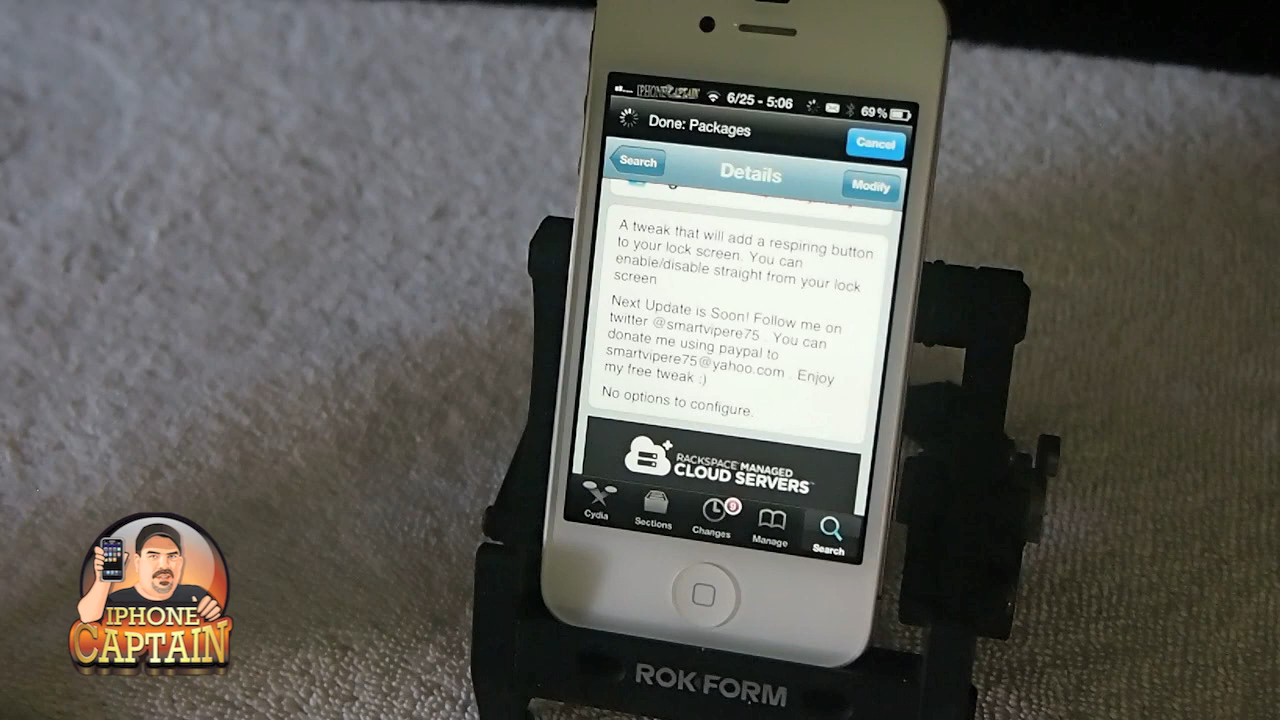 IPHONECAPTAIN 6/25 - 5:06 69%
Done: Packages
Cancel
Search
Details
Modify
A tweak that will add a respiring button
to your lock screen. You can
enable/disable straight from your lock
screen
Next Update is Soon! Follow me on
twitter @smartvipere75 . You can
donate me using paypal to
smartvipere75@yahoo.com . Enjoy
my free tweak :)
No options to configure.
RACKSPACE MANAGED
CLOUD SERVERS
9
Cydia
Sections
Changes
Manage
Search
ROKFORM
IPHONE
CAPTAIN